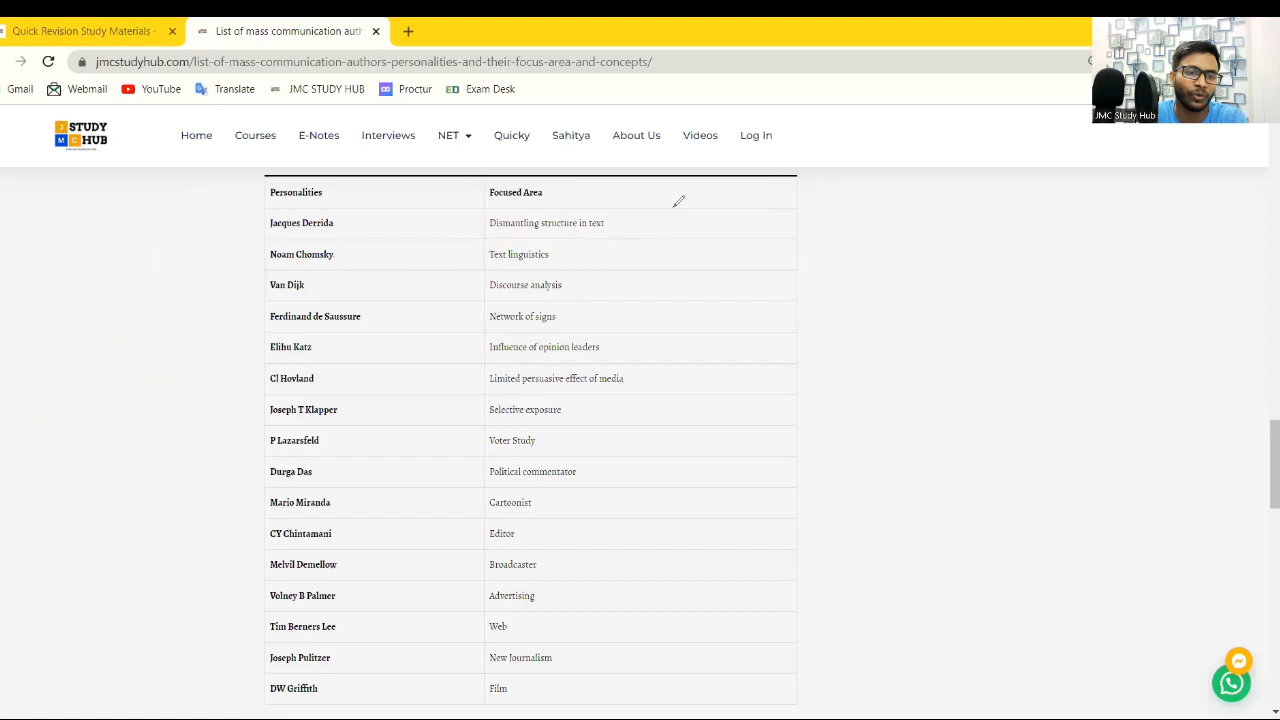 Quick Revision Study Materials -
List of mass communication auth
jmcstudyhub.com/list-of-mass-communication-authors-personalities-and-their-focus-area-and-concepts/
Gmail Webmail YouTube Translate JMC STUDY HUB Proctur ED Exam Desk
JMC Study Hub
J STUDY
M C HUB
Home Courses E-Notes Interviews NET Quicky Sahitya About Us Videos Log In
Personalities Focused Area
Jacques Derrida Dismantling structure in text
Noam Chomsky Text linguistics
Van Dijk Discourse analysis
Ferdinand de Saussure Network of signs
Elihu Katz Influence of opinion leaders
Cl Hovland Limited persuasive effect of media
Joseph T Klapper Selective exposure
P Lazarsfeld Voter Study
Durga Das Political commentator
Mario Miranda Cartoonist
CY Chintamani Editor
Melvil Demellow Broadcaster
Volney B Palmer Advertising
Tim Berners Lee Web
Joseph Pulitzer New Journalism
DW Griffith Film